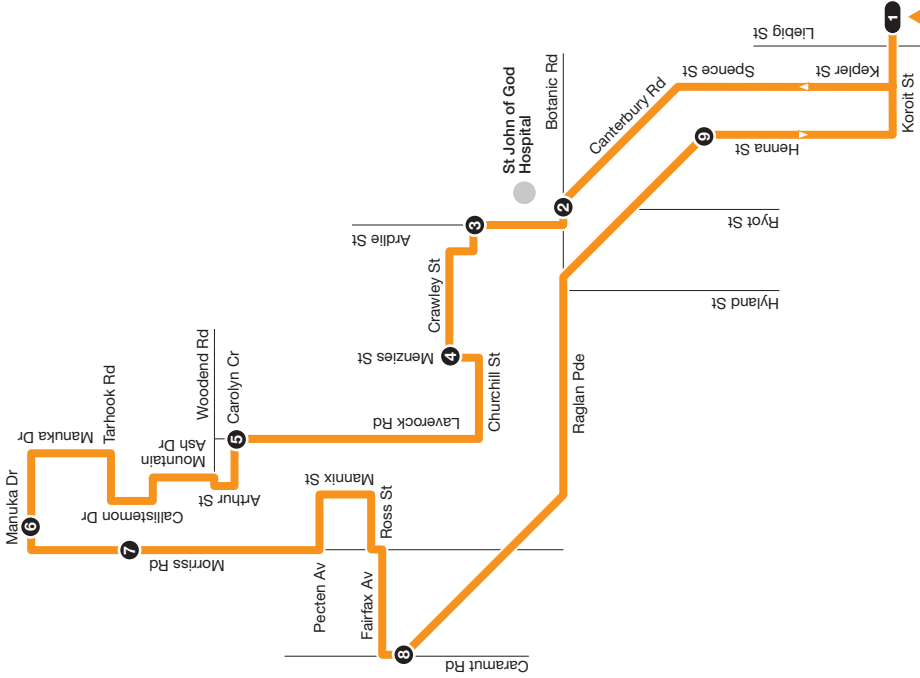 1
Liebig St
Kepler St
Spence St
Koroit St
Canterbury Rd
Botanic Rd
St John of God
Hospital
9
Henna St
2
Ryot St
Hyland St
3
Ardlie St
Crawley St
4
Menzies St
Churchill St
Laverock Rd
Raglan Pde
Woodend Rd
Carolyn Cr
5
Arthur St
Mountain
Ash Dr
Callistemon Dr
Tarhook Rd
Manuka Dr
Manuka Dr
6
7
Morriss Rd
Pecten Av
Mannix St
Ross St
Fairfax Av
8
Caramut Rd